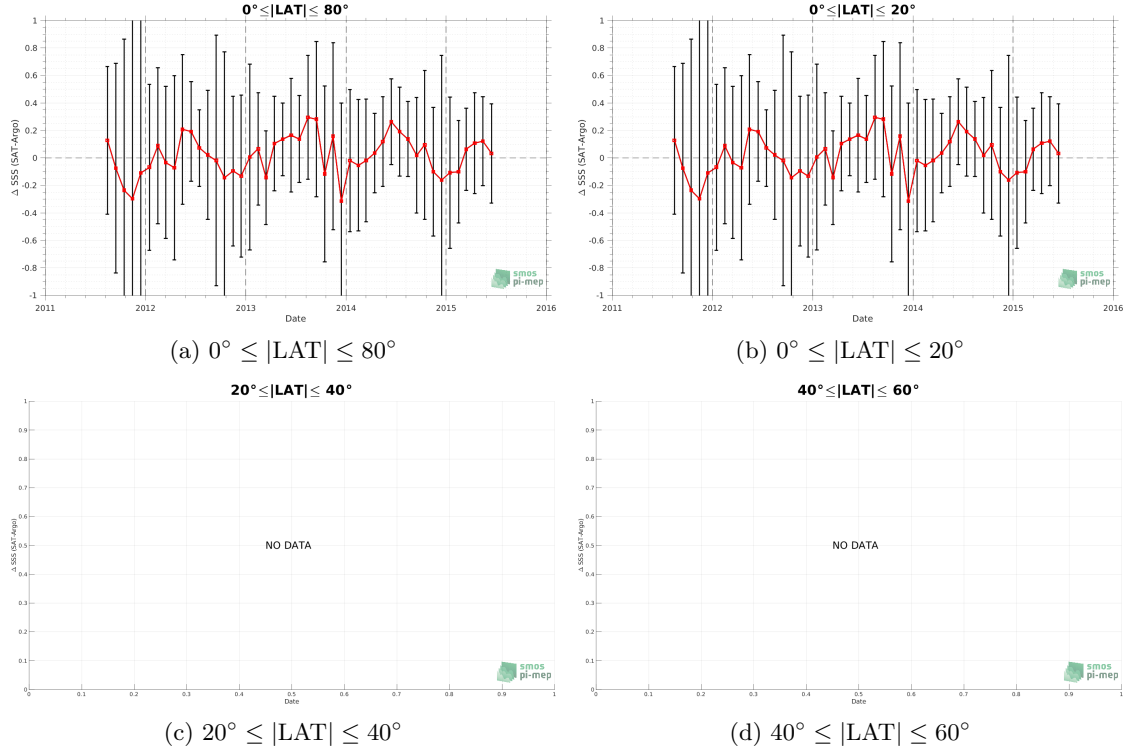 0°≤|LAT|≤ 80°
Δ SSS (SAT-Argo)
1
0.8
0.6
0.4
0.2
0
-0.2
-0.4
-0.6
-0.8
-1
2011 2012 2013 2014 2015 2016
Date
smos
pi-mep
(a) 0° ≤ |LAT| ≤ 80°
0°≤|LAT|≤ 20°
Δ SSS (SAT-Argo)
1
0.8
0.6
0.4
0.2
0
-0.2
-0.4
-0.6
-0.8
-1
2011 2012 2013 2014 2015 2016
Date
smos
pi-mep
(b) 0° ≤ |LAT| ≤ 20°
20°≤|LAT|≤ 40°
Δ SSS (SAT-Argo)
1
0.9
0.8
0.7
0.6
0.5
0.4
0.3
0.2
0.1
0
NO DATA
0 0.1 0.2 0.3 0.4 0.5 0.6 0.7 0.8 0.9 1
Date
smos
pi-mep
(c) 20° ≤ |LAT| ≤ 40°
40°≤|LAT|≤ 60°
Δ SSS (SAT-Argo)
1
0.9
0.8
0.7
0.6
0.5
0.4
0.3
0.2
0.1
0
NO DATA
0 0.1 0.2 0.3 0.4 0.5 0.6 0.7 0.8 0.9 1
Date
smos
pi-mep
(d) 40° ≤ |LAT| ≤ 60°